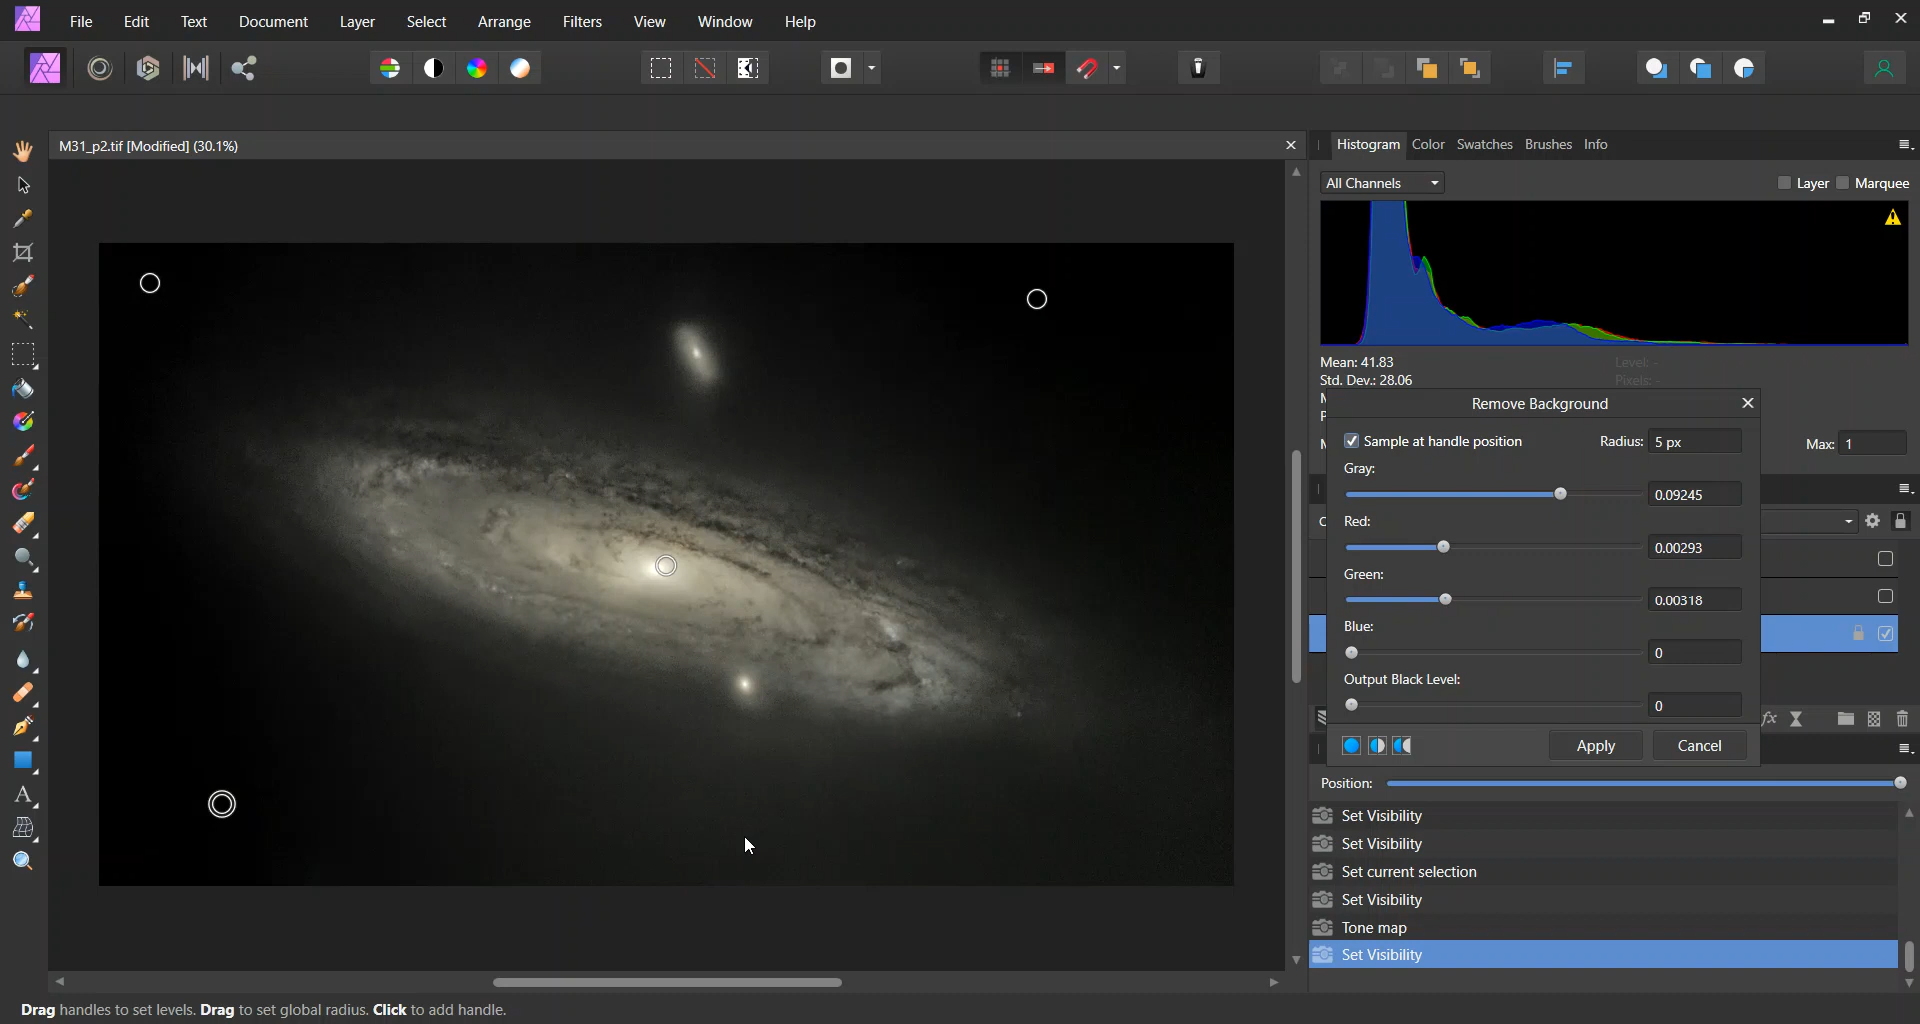 File Edit Text Document Layer Select Arrange Filters View Window Help
M31_p2.tif [Modified] (30.1%)
Histogram Color Swatches Brushes Info
All Channels
Layer Marquee
Mean: 41.83 Level: -
Std. Dev.: 28.06 Pixels: -
Max: 1
Remove Background
Sample at handle position Radius: 5 px
Gray:
0.09245
Red:
0.00293
Green:
0.00318
Blue:
0
Output Black Level:
0
Apply Cancel
fx
Position:
Set Visibility
Set Visibility
Set current selection
Set Visibility
Tone map
Set Visibility
Drag handles to set levels. Drag to set global radius. Click to add handle.